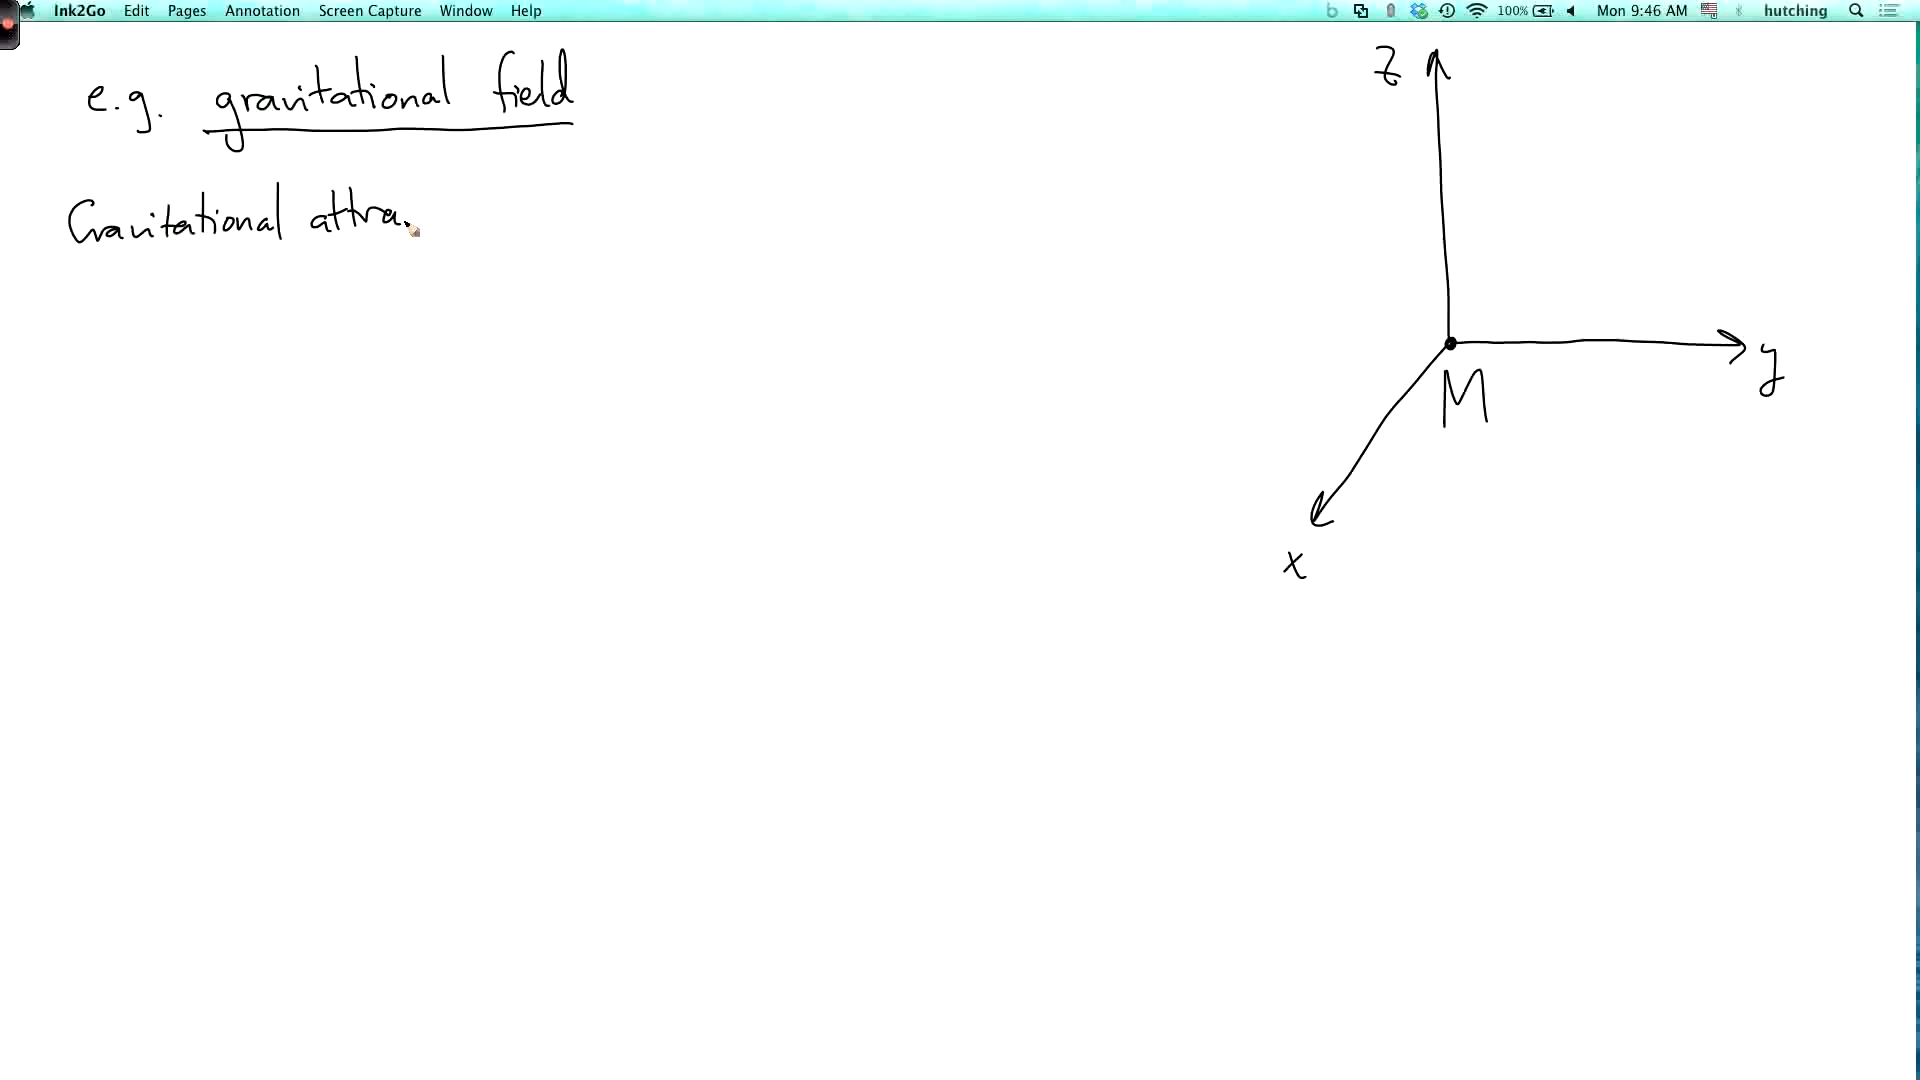 Ink2Go Edit Pages Annotation Screen Capture Window Help 100% Mon 9:46 AM hutching
e.g. gravitational field
Gravitational attra
z
y
M
x